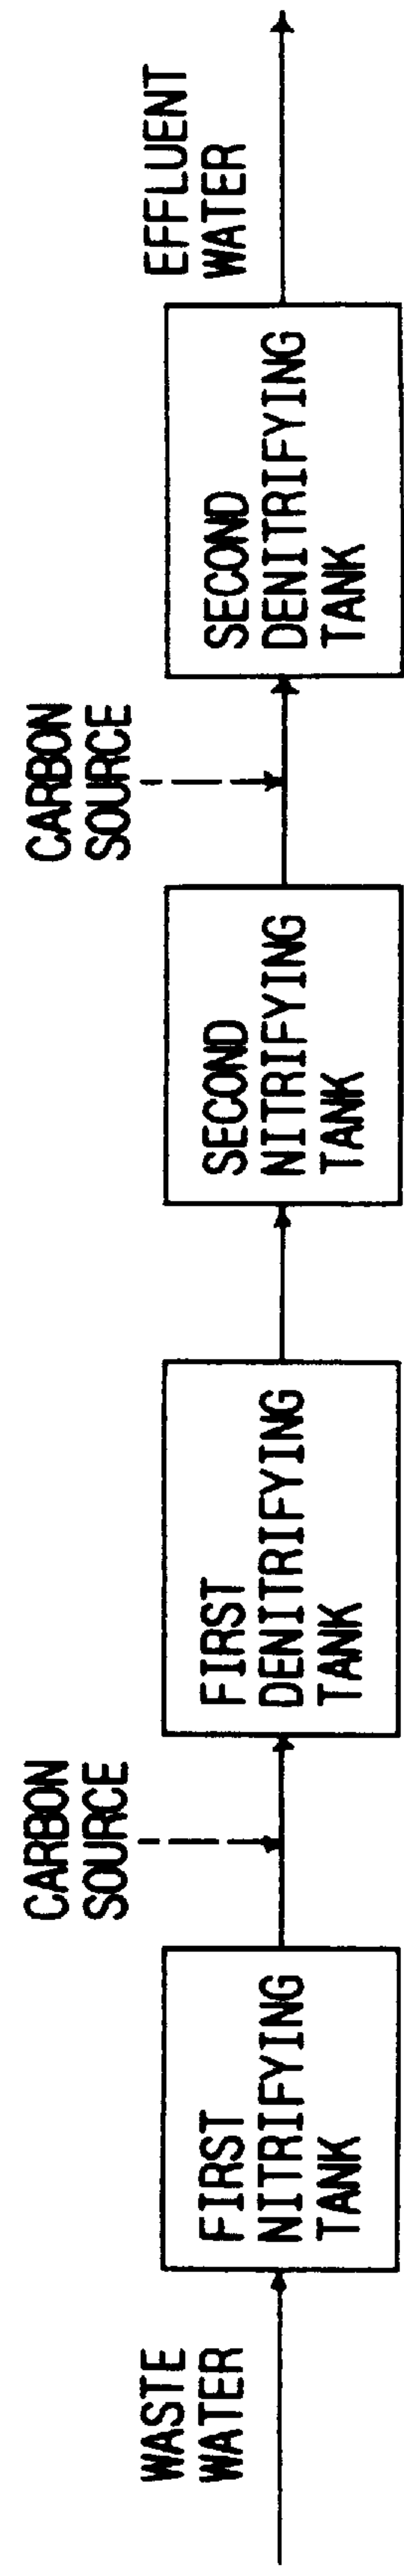 WASTE
WATER
FIRST
NITRIFYING
TANK
CARBON
SOURCE
FIRST
DENITRIFYING
TANK
SECOND
NITRIFYING
TANK
CARBON
SOURCE
SECOND
DENITRIFYING
TANK
EFFLUENT
WATER